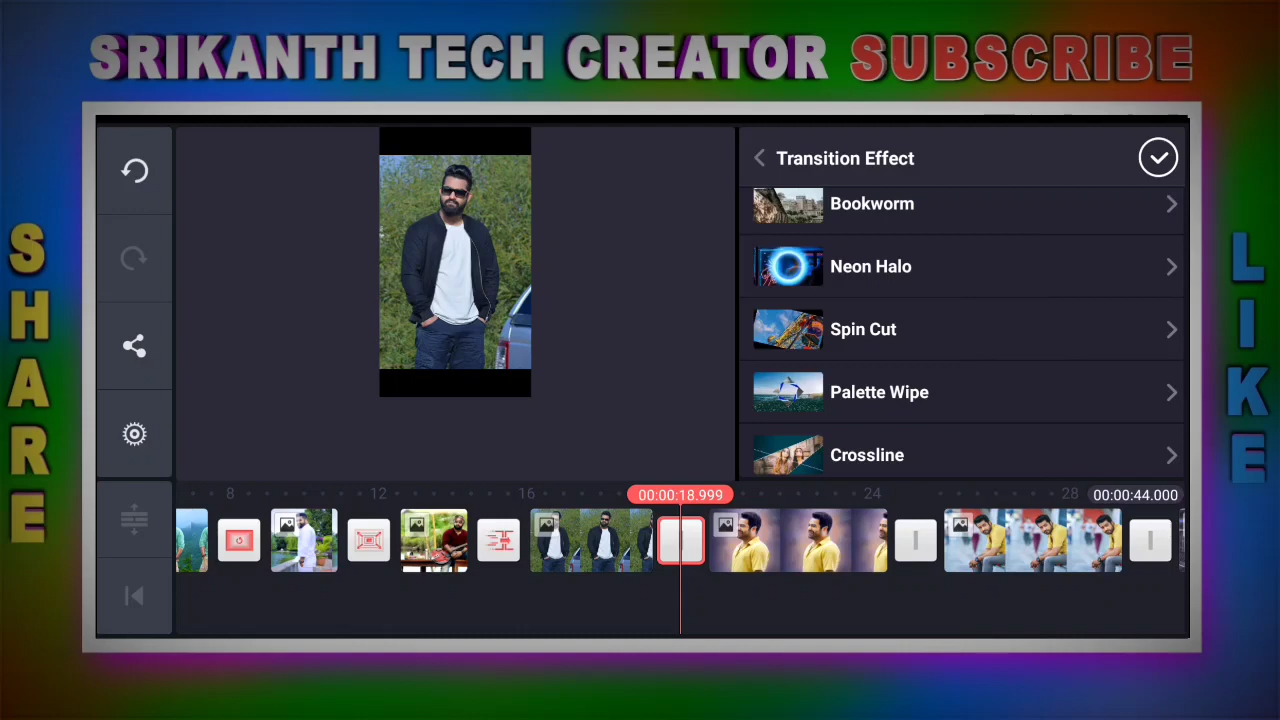 SRIKANTH TECH CREATOR SUBSCRIBE
SHARE
LIKE
Transition Effect
Bookworm
Neon Halo
Spin Cut
Palette Wipe
Crossline
8 12 16 00:00:18.999 24 28 00:00:44.000